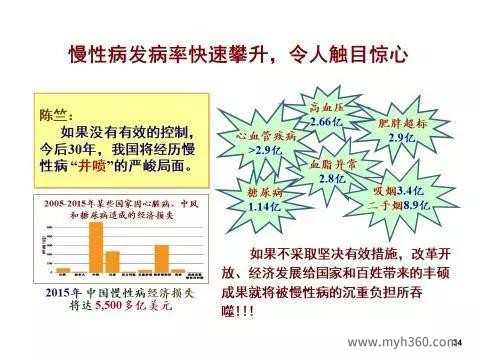 慢性病发病率快速攀升，令人触目惊心
陈竺：
如果没有有效的控制，
今后30年，我国将经历慢
性病“井喷”的严峻局面。
高血压
2.66亿
肥胖超标
2.9亿
心血管疾病
>2.9亿
血脂异常
2.8亿
糖尿病
1.14亿
吸烟3.4亿
二手烟8.9亿
2005-2015年某些国家因心脏病、中风
和糖尿病造成的经济损失
2015年 中国慢性病经济损失
将达 5,500多亿美元
如果不采取坚决有效措施，改革开
放、经济发展给国家和百姓带来的丰硕
成果就将被慢性病的沉重负担所吞
噬!!!
www.myh360.com
34